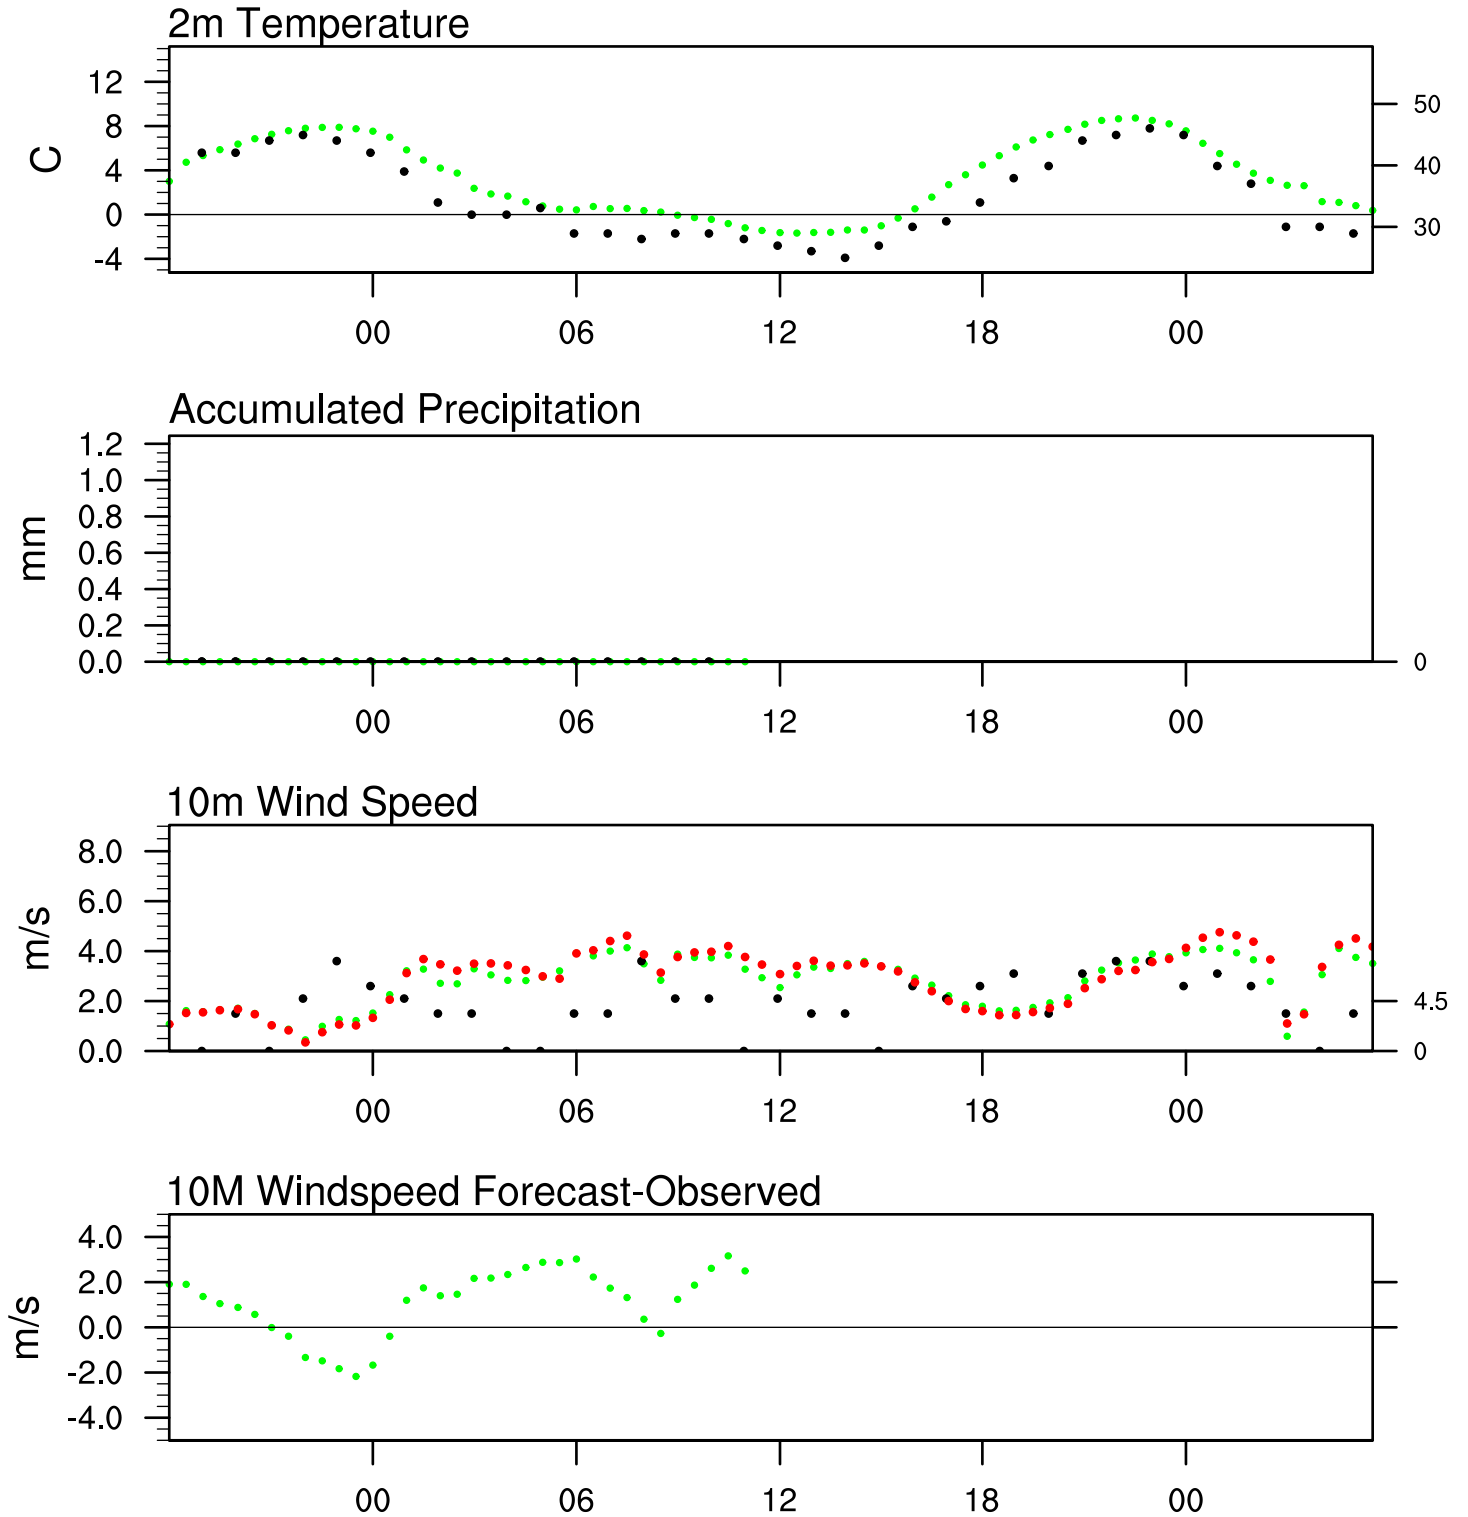 2m Temperature
12
8
4
0
-4
C
50
40
30
00 06 12 18 00
Accumulated Precipitation
1.2
1.0
0.8
0.6
0.4
0.2
0.0
mm
0
00 06 12 18 00
10m Wind Speed
8.0
6.0
4.0
2.0
0.0
m/s
4.5
0
00 06 12 18 00
10M Windspeed Forecast-Observed
4.0
2.0
0.0
-2.0
-4.0
m/s
00 06 12 18 00